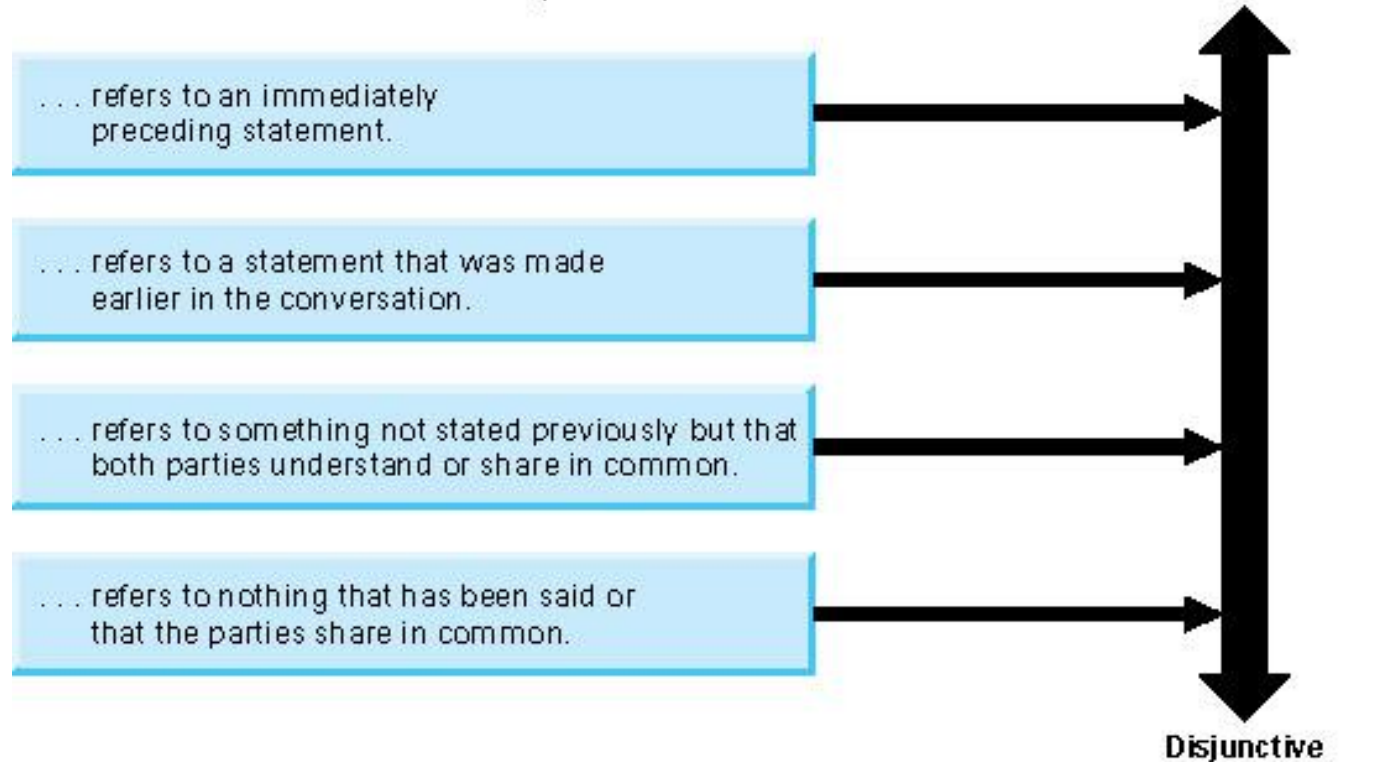 . . . refers to an immediately
preceding statement.
. . . refers to a statement that was made
earlier in the conversation.
. . . refers to something not stated previously but that
both parties understand or share in common.
. . . refers to nothing that has been said or
that the parties share in common.
Disjunctive